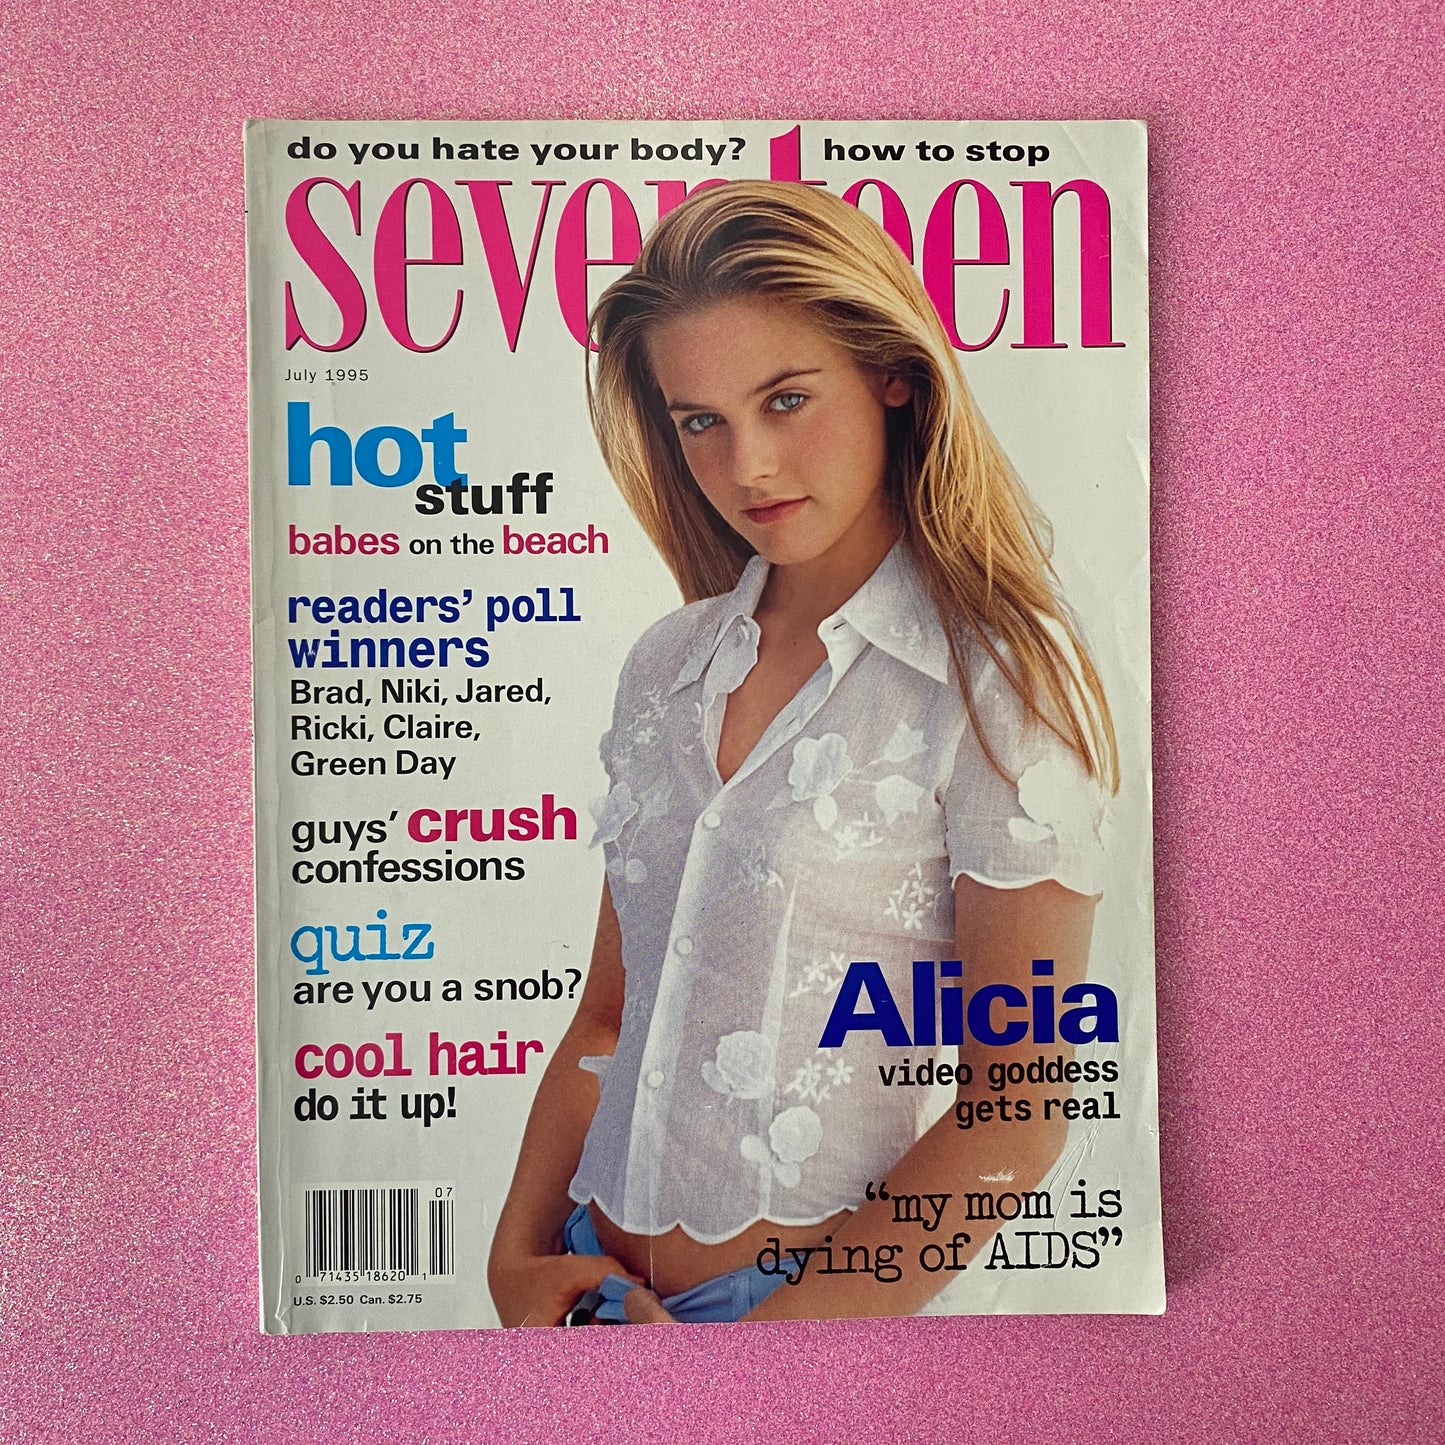 do you hate your body? how to stop
seventeen
July 1995
hot
stuff
babes on the beach
readers' poll
winners
Brad, Niki, Jared,
Ricki, Claire,
Green Day
guys' crush
confessions
quiz
are you a snob?
cool hair
do it up!
Alicia
video goddess
gets real
"my mom is
dying of AIDS"
07
0 71435 18620 1
U.S. $2.50 Can. $2.75